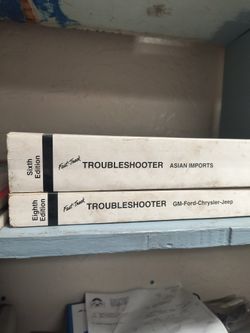 Sixth
Edition
Fast-Track TROUBLESHOOTER ASIAN IMPORTS
Eighth
Edition
Fast-Track TROUBLESHOOTER GM-Ford-Chrysler-Jeep